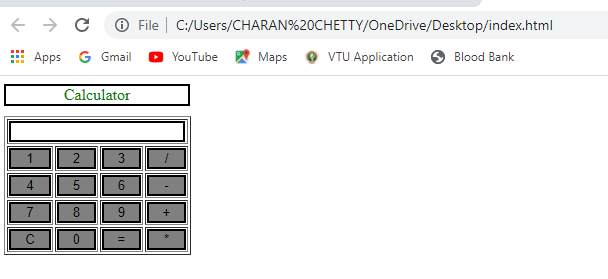 File C:/Users/CHARAN%20CHETTY/OneDrive/Desktop/index.html
Apps Gmail YouTube Maps VTU Application Blood Bank
Calculator
1 2 3 /
4 5 6 -
7 8 9 +
C 0 = *